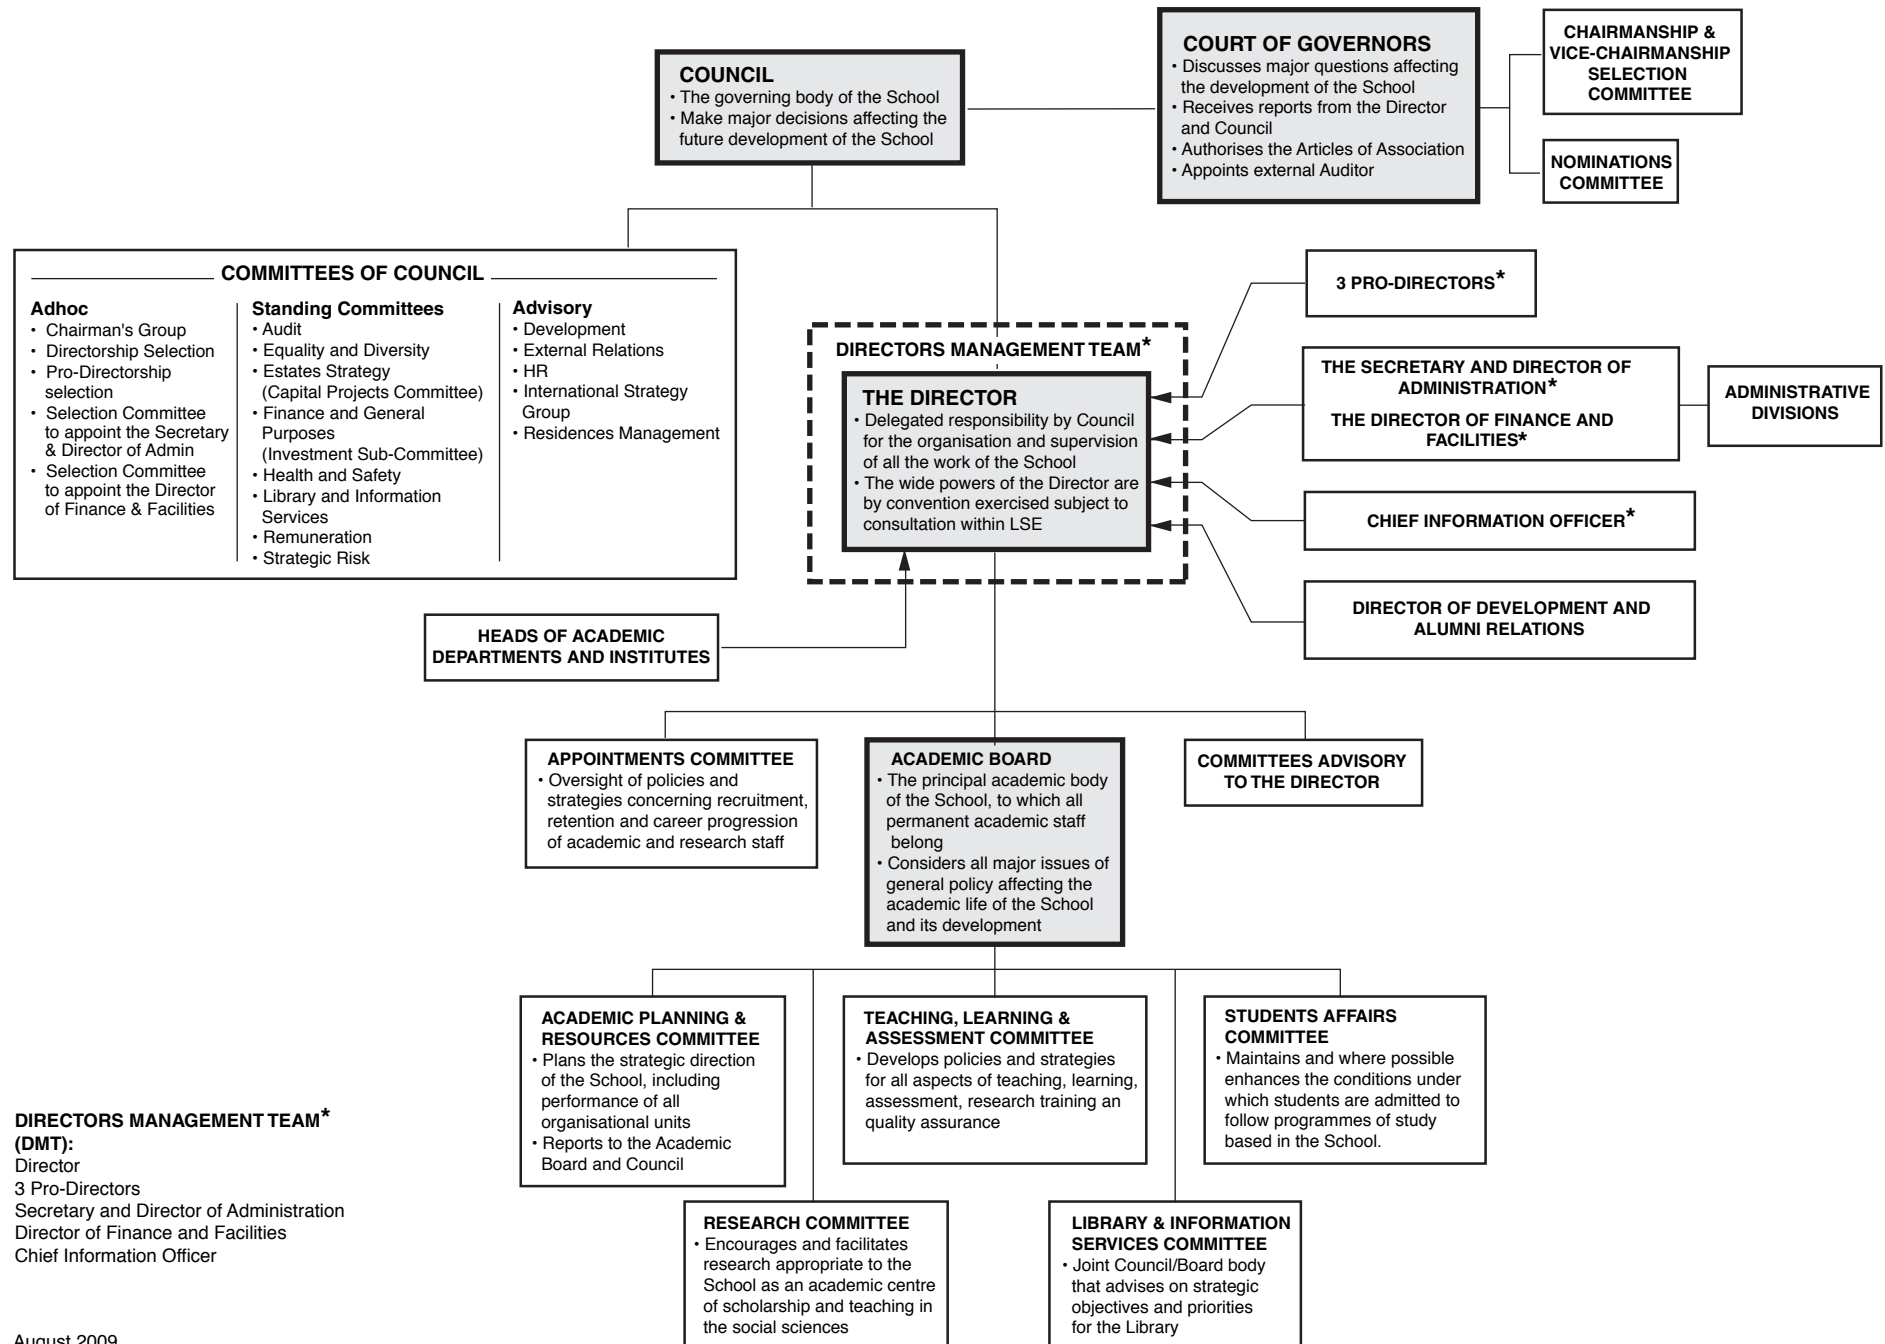 COUNCIL
• The governing body of the School
• Make major decisions affecting the
future development of the School
COURT OF GOVERNORS
• Discusses major questions affecting
the development of the School
• Receives reports from the Director
and Council
• Authorises the Articles of Association
• Appoints external Auditor
CHAIRMANSHIP &
VICE-CHAIRMANSHIP
SELECTION
COMMITTEE
NOMINATIONS
COMMITTEE
COMMITTEES OF COUNCIL
Adhoc
• Chairman's Group
• Directorship Selection
• Pro-Directorship
selection
• Selection Committee
to appoint the Secretary
& Director of Admin
• Selection Committee
to appoint the Director
of Finance & Facilities
Standing Committees
• Audit
• Equality and Diversity
• Estates Strategy
(Capital Projects Committee)
• Finance and General
Purposes
(Investment Sub-Committee)
• Health and Safety
• Library and Information
Services
• Remuneration
• Strategic Risk
Advisory
• Development
• External Relations
• HR
• International Strategy
Group
• Residences Management
DIRECTORS MANAGEMENT TEAM*
THE DIRECTOR
• Delegated responsibility by Council
for the organisation and supervision
of all the work of the School
• The wide powers of the Director are
by convention exercised subject to
consultation within LSE
3 PRO-DIRECTORS*
THE SECRETARY AND DIRECTOR OF
ADMINISTRATION*
THE DIRECTOR OF FINANCE AND
FACILITIES*
ADMINISTRATIVE
DIVISIONS
CHIEF INFORMATION OFFICER*
DIRECTOR OF DEVELOPMENT AND
ALUMNI RELATIONS
HEADS OF ACADEMIC
DEPARTMENTS AND INSTITUTES
APPOINTMENTS COMMITTEE
• Oversight of policies and
strategies concerning recruitment,
retention and career progression
of academic and research staff
ACADEMIC BOARD
• The principal academic body
of the School, to which all
permanent academic staff
belong
• Considers all major issues of
general policy affecting the
academic life of the School
and its development
COMMITTEES ADVISORY
TO THE DIRECTOR
ACADEMIC PLANNING &
RESOURCES COMMITTEE
• Plans the strategic direction
of the School, including
performance of all
organisational units
• Reports to the Academic
Board and Council
TEACHING, LEARNING &
ASSESSMENT COMMITTEE
• Develops policies and strategies
for all aspects of teaching, learning,
assessment, research training an
quality assurance
STUDENTS AFFAIRS
COMMITTEE
• Maintains and where possible
enhances the conditions under
which students are admitted to
follow programmes of study
based in the School.
RESEARCH COMMITTEE
• Encourages and facilitates
research appropriate to the
School as an academic centre
of scholarship and teaching in
the social sciences
LIBRARY & INFORMATION
SERVICES COMMITTEE
• Joint Council/Board body
that advises on strategic
objectives and priorities
for the Library
DIRECTORS MANAGEMENT TEAM*
(DMT):
Director
3 Pro-Directors
Secretary and Director of Administration
Director of Finance and Facilities
Chief Information Officer
August 2009